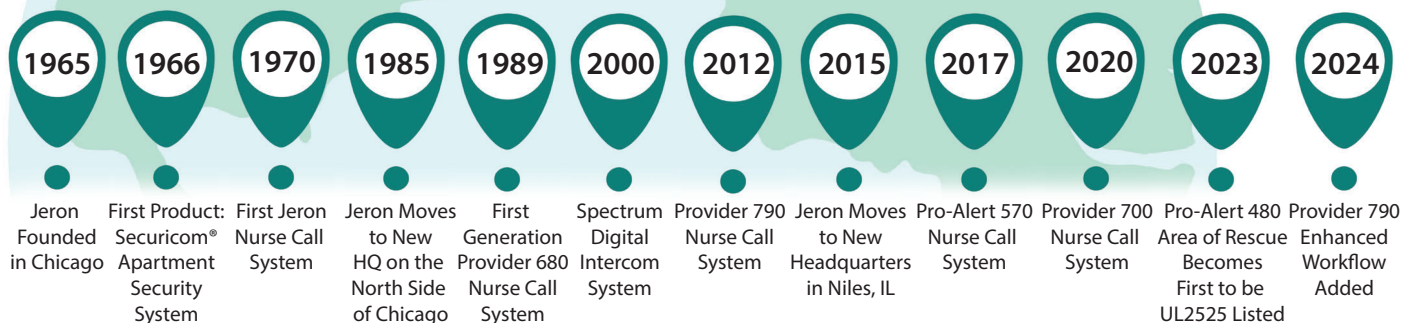 1965
Jeron
Founded
in Chicago
1966
First Product:
Securicom®
Apartment
Security
System
1970
First Jeron
Nurse Call
System
1985
Jeron Moves
to New
HQ on the
North Side
of Chicago
1989
First
Generation
Provider 680
Nurse Call
System
2000
Spectrum
Digital
Intercom
System
2012
Provider 790
Nurse Call
System
2015
Jeron Moves
to New
Headquarters
in Niles, IL
2017
Pro-Alert 570
Nurse Call
System
2020
Provider 700
Nurse Call
System
2023
Pro-Alert 480
Area of Rescue
Becomes
First to be
UL2525 Listed
2024
Provider 790
Enhanced
Workflow
Added